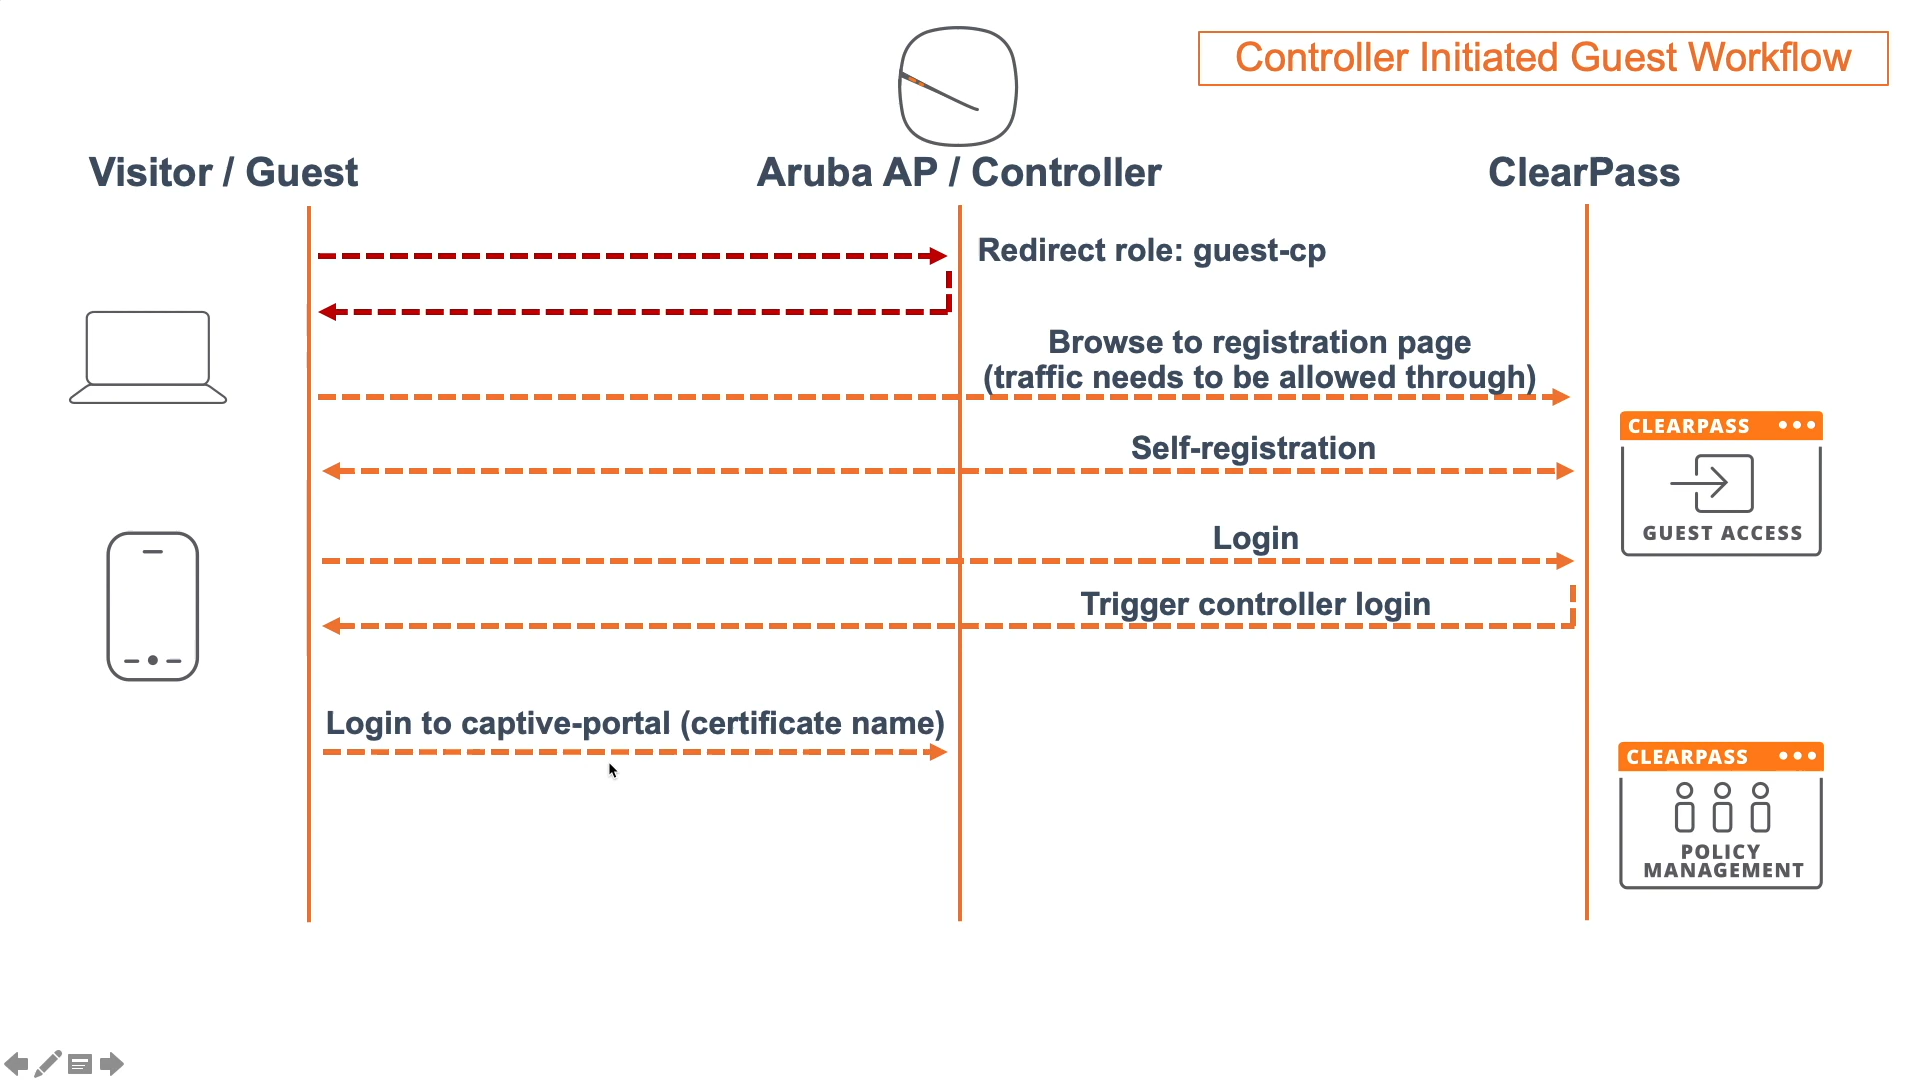 Controller Initiated Guest Workflow
Visitor / Guest
Aruba AP / Controller
ClearPass
Redirect role: guest-cp
Browse to registration page
(traffic needs to be allowed through)
Self-registration
Login
Trigger controller login
Login to captive-portal (certificate name)
CLEARPASS
GUEST ACCESS
CLEARPASS
POLICY
MANAGEMENT